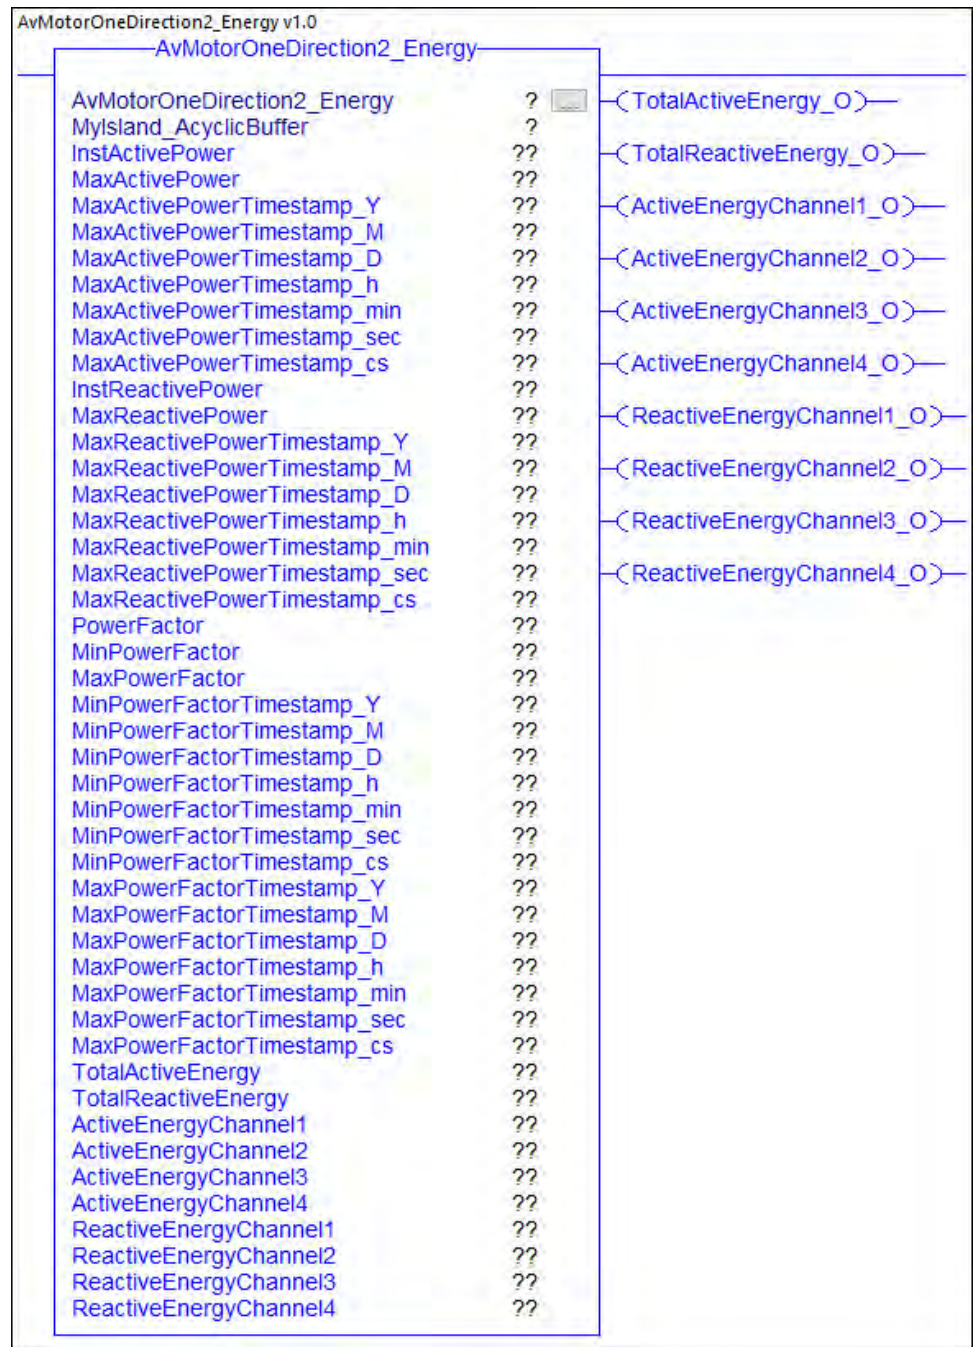 AvMotorOneDirection2_Energy v1.0
AvMotorOneDirection2_Energy
AvMotorOneDirection2_Energy ? ... TotalActiveEnergy_O
MyIsland_AcyclicBuffer ?
InstActivePower ?? TotalReactiveEnergy_O
MaxActivePower ??
MaxActivePowerTimestamp_Y ?? ActiveEnergyChannel1_O
MaxActivePowerTimestamp_M ??
MaxActivePowerTimestamp_D ?? ActiveEnergyChannel2_O
MaxActivePowerTimestamp_h ??
MaxActivePowerTimestamp_min ?? ActiveEnergyChannel3_O
MaxActivePowerTimestamp_sec ??
MaxActivePowerTimestamp_cs ?? ActiveEnergyChannel4_O
InstReactivePower ??
MaxReactivePower ?? ReactiveEnergyChannel1_O
MaxReactivePowerTimestamp_Y ??
MaxReactivePowerTimestamp_M ?? ReactiveEnergyChannel2_O
MaxReactivePowerTimestamp_D ??
MaxReactivePowerTimestamp_h ?? ReactiveEnergyChannel3_O
MaxReactivePowerTimestamp_min ??
MaxReactivePowerTimestamp_sec ?? ReactiveEnergyChannel4_O
MaxReactivePowerTimestamp_cs ??
PowerFactor ??
MinPowerFactor ??
MaxPowerFactor ??
MinPowerFactorTimestamp_Y ??
MinPowerFactorTimestamp_M ??
MinPowerFactorTimestamp_D ??
MinPowerFactorTimestamp_h ??
MinPowerFactorTimestamp_min ??
MinPowerFactorTimestamp_sec ??
MinPowerFactorTimestamp_cs ??
MaxPowerFactorTimestamp_Y ??
MaxPowerFactorTimestamp_M ??
MaxPowerFactorTimestamp_D ??
MaxPowerFactorTimestamp_h ??
MaxPowerFactorTimestamp_min ??
MaxPowerFactorTimestamp_sec ??
MaxPowerFactorTimestamp_cs ??
TotalActiveEnergy ??
TotalReactiveEnergy ??
ActiveEnergyChannel1 ??
ActiveEnergyChannel2 ??
ActiveEnergyChannel3 ??
ActiveEnergyChannel4 ??
ReactiveEnergyChannel1 ??
ReactiveEnergyChannel2 ??
ReactiveEnergyChannel3 ??
ReactiveEnergyChannel4 ??